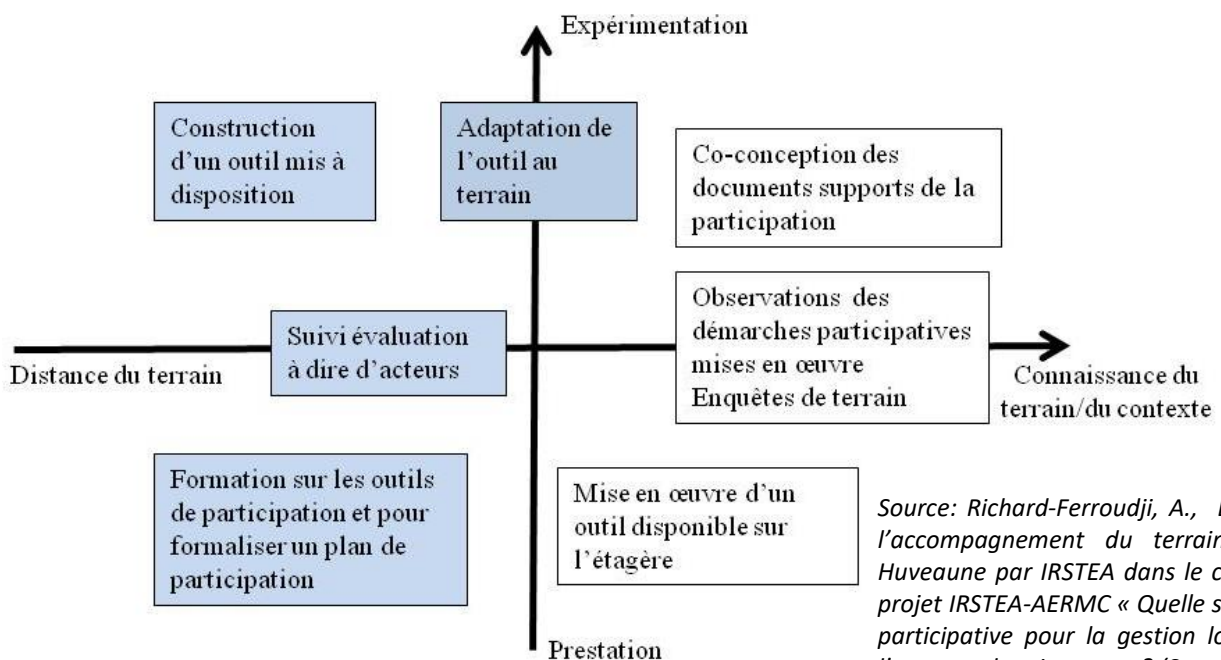 Expérimentation
Construction
d'un outil mis à
disposition
Adaptation de
l'outil au
terrain
Co-conception des
documents supports de la
participation
Suivi évaluation
à dire d'acteurs
Observations des
démarches participatives
mises en œuvre
Enquêtes de terrain
Distance du terrain
Connaissance du
terrain/du contexte
Formation sur les outils
de participation et pour
formaliser un plan de
participation
Mise en œuvre d'un
outil disponible sur
l'étagère
Prestation
Source: Richard-Ferroudji, A.,
l'accompagnement du terrain
Huveaune par IRSTEA dans le
projet IRSTEA-AERMC « Quelle
participative pour la gestion